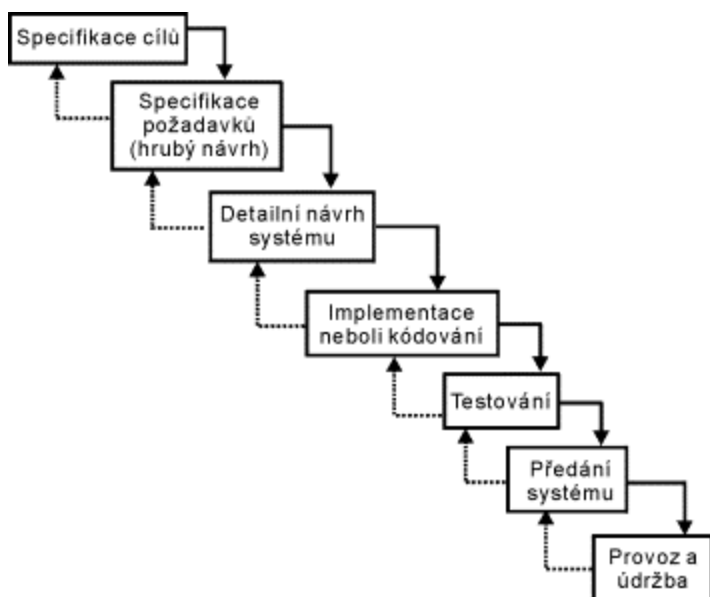 Specifikace cílů
Specifikace
požadavků
(hrubý návrh)
Detailní návrh
systému
Implementace
neboli kódování
Testování
Předání
systému
Provoz a
údržba